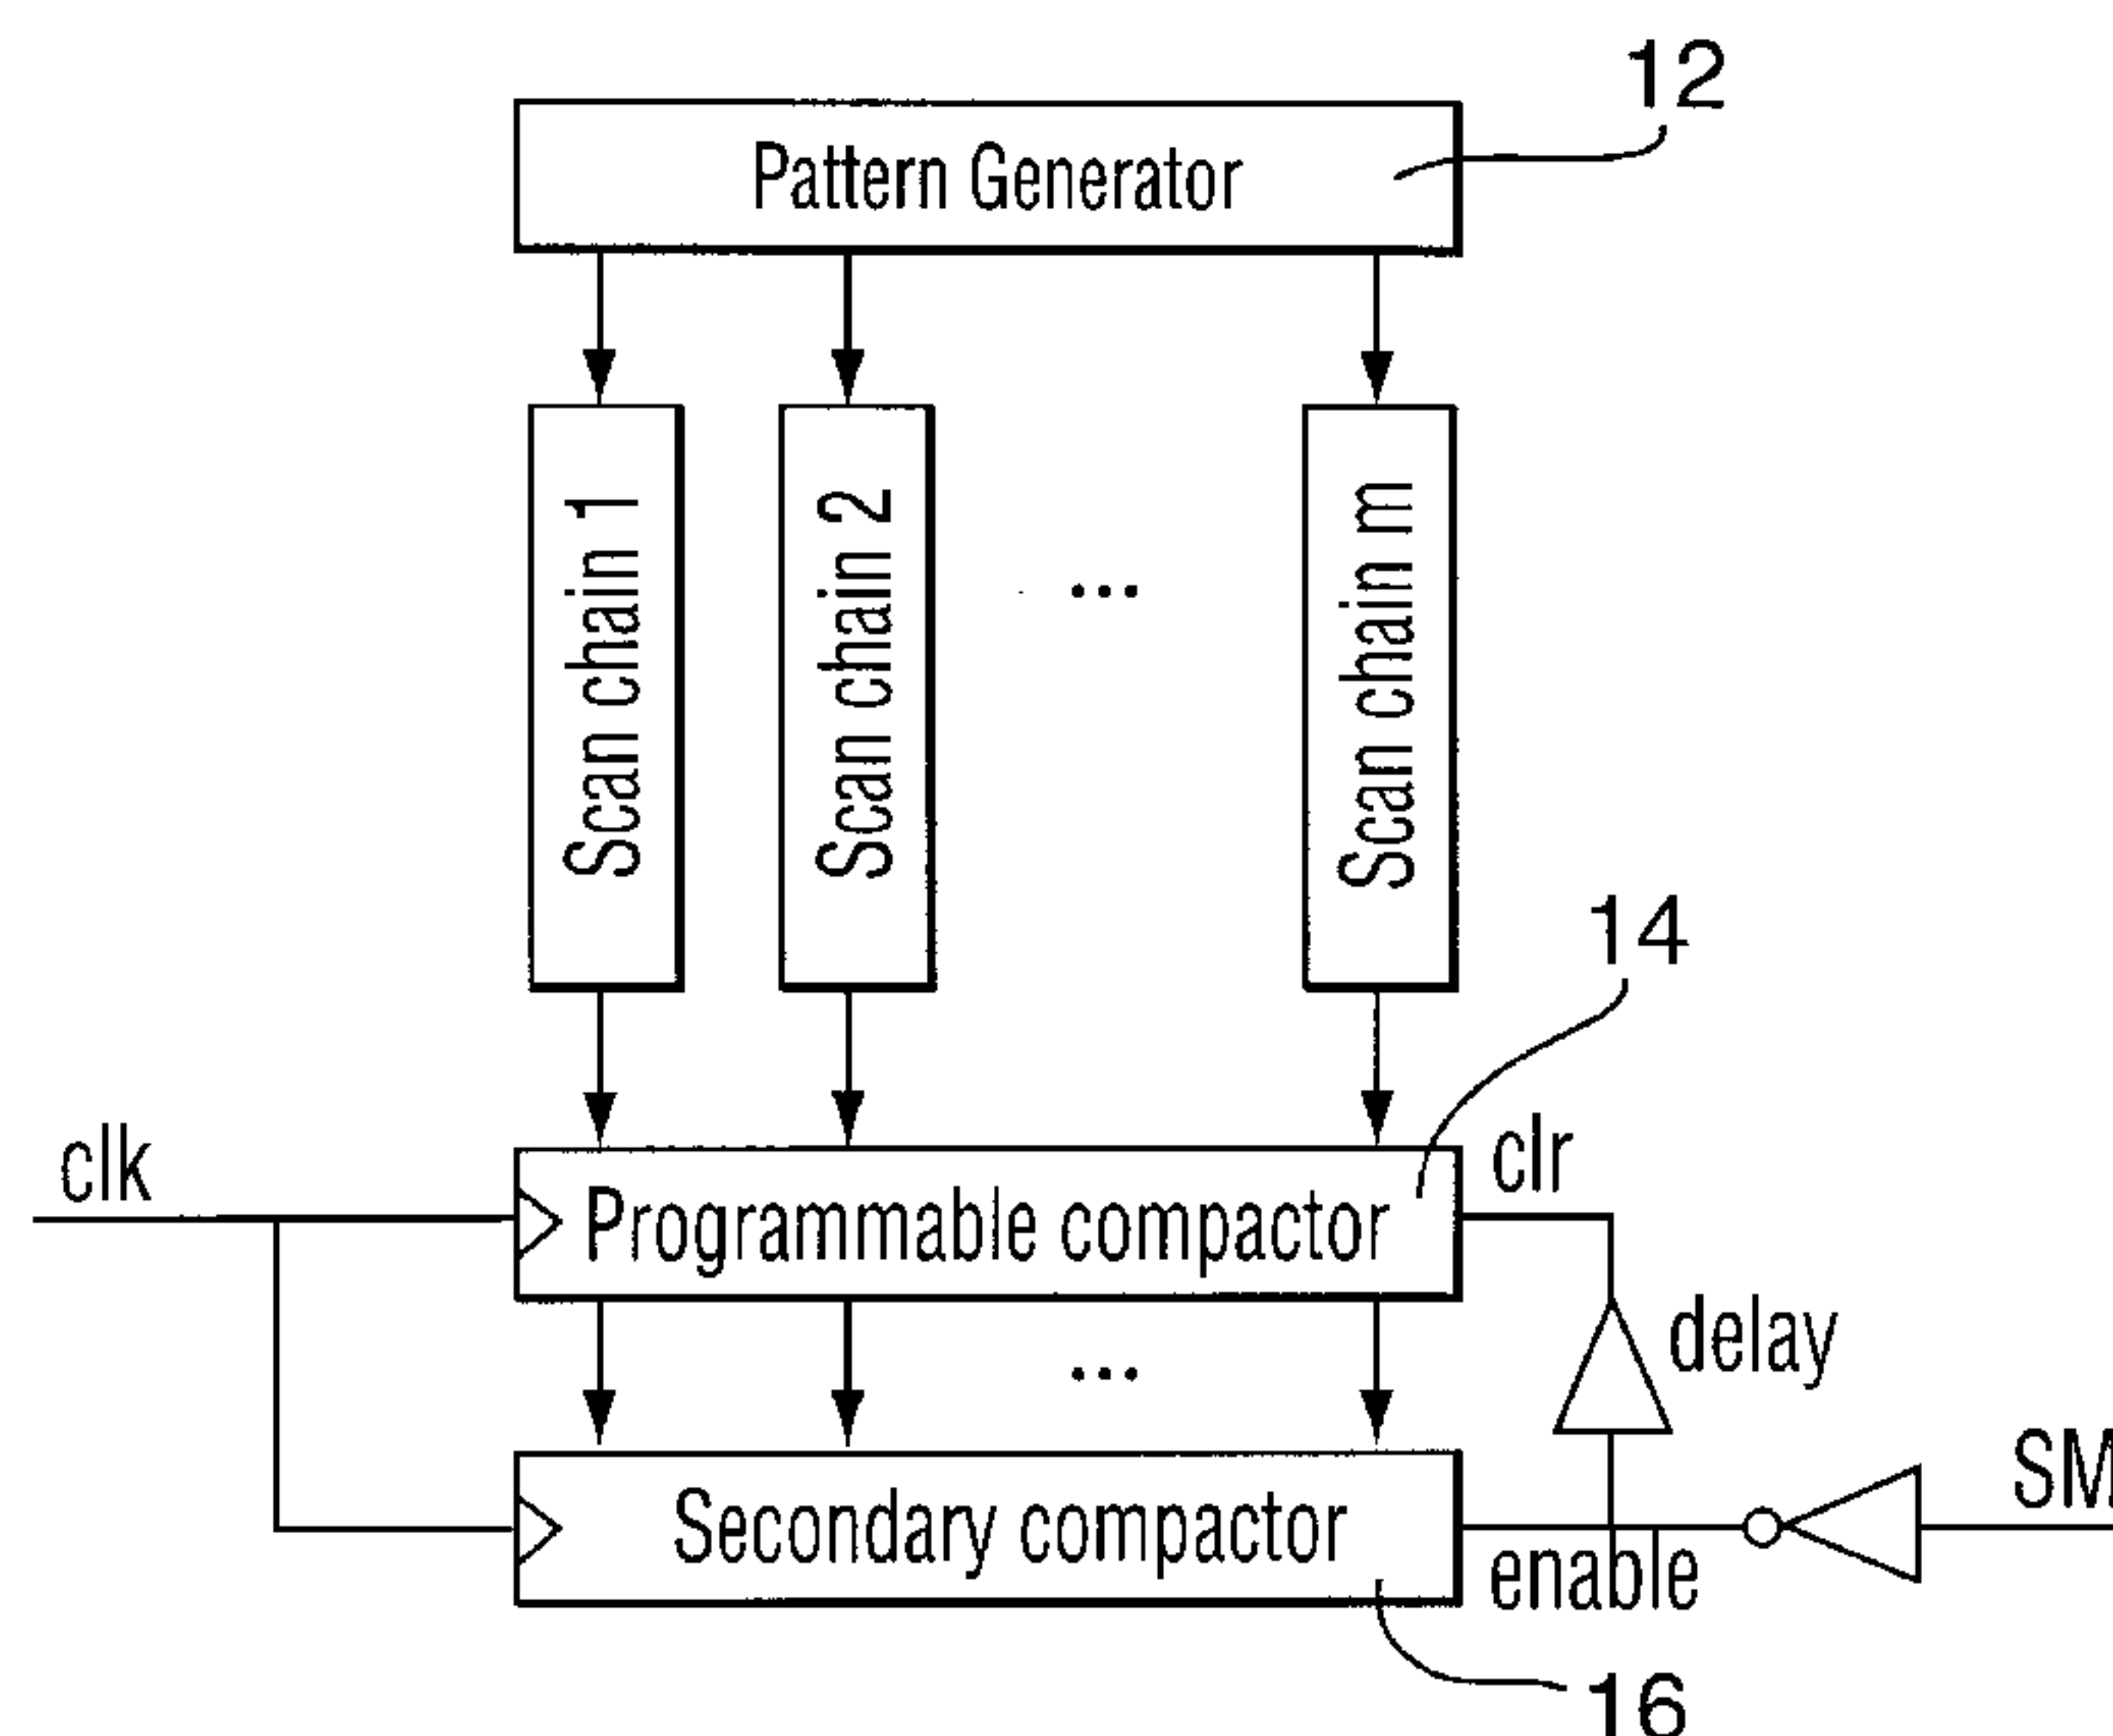 12
Pattern Generator
Scan chain 1
Scan chain 2
...
Scan chain m
14
clk
clr
Programmable compactor
delay
...
SM
Secondary compactor
enable
16